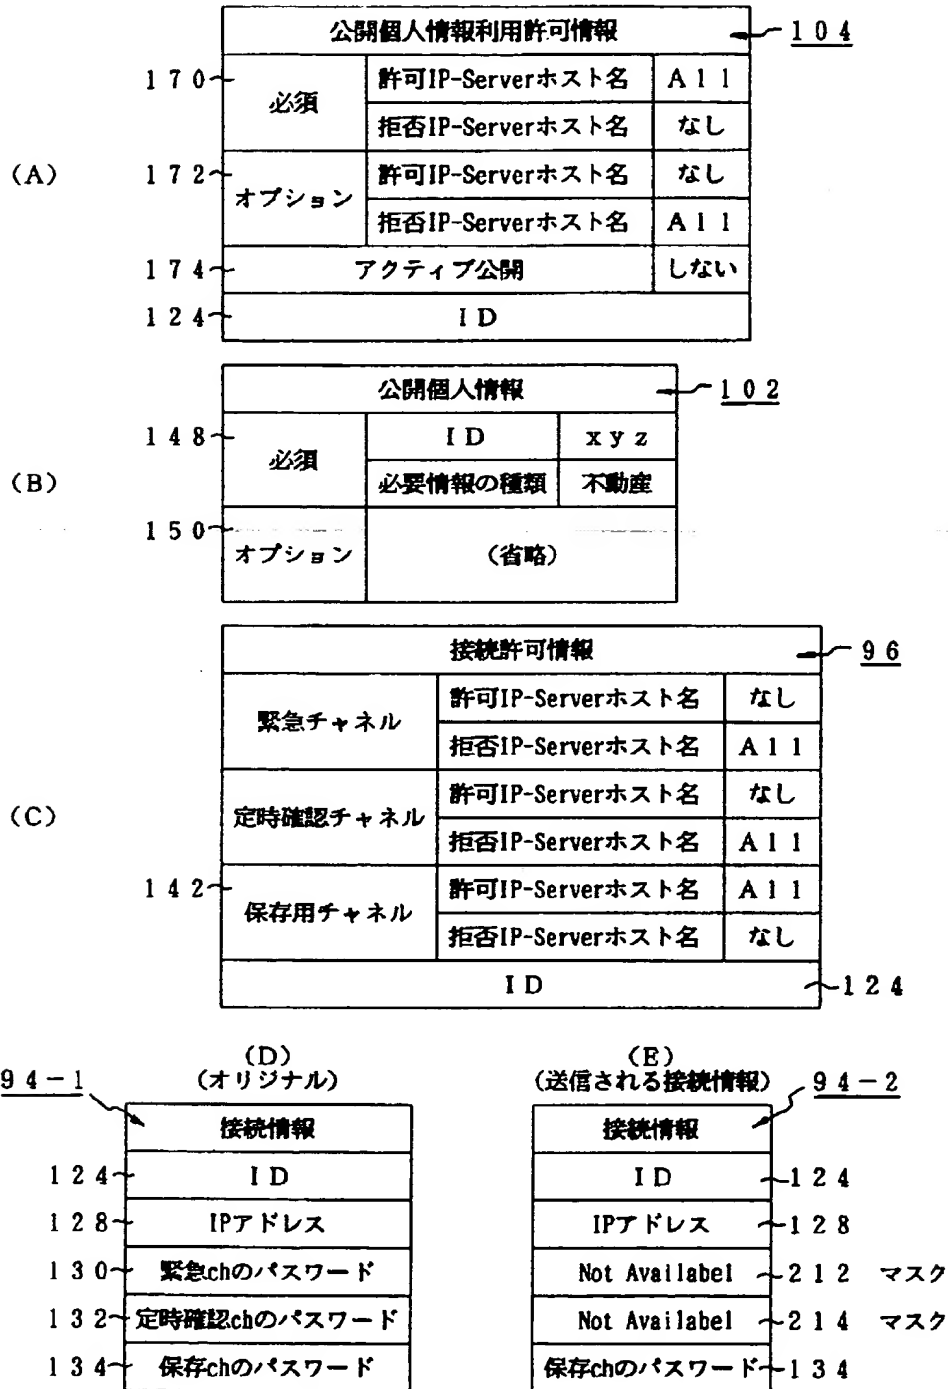 公開個人情報利用許可情報 104
170 必須 許可IP-Serverホスト名 All
拒否IP-Serverホスト名 なし
(A) 172 オプション 許可IP-Serverホスト名 なし
拒否IP-Serverホスト名 All
174 アクティブ公開 しない
124 ID
公開個人情報 102
148 必須 ID xyz
(B) 必要情報の種類 不動産
150 オプション (省略)
接続許可情報 96
緊急チャネル 許可IP-Serverホスト名 なし
拒否IP-Serverホスト名 All
(C) 定時確認チャネル 許可IP-Serverホスト名 なし
拒否IP-Serverホスト名 All
142 保存用チャネル 許可IP-Serverホスト名 All
拒否IP-Serverホスト名 なし
ID 124
(D) (E)
94-1 (オリジナル) (送信される接続情報) 94-2
接続情報 接続情報
124 ID ID 124
128 IPアドレス IPアドレス 128
130 緊急chのパスワード Not Availabel 212 マスク
132 定時確認chのパスワード Not Availabel 214 マスク
134 保存chのパスワード 保存chのパスワード 134